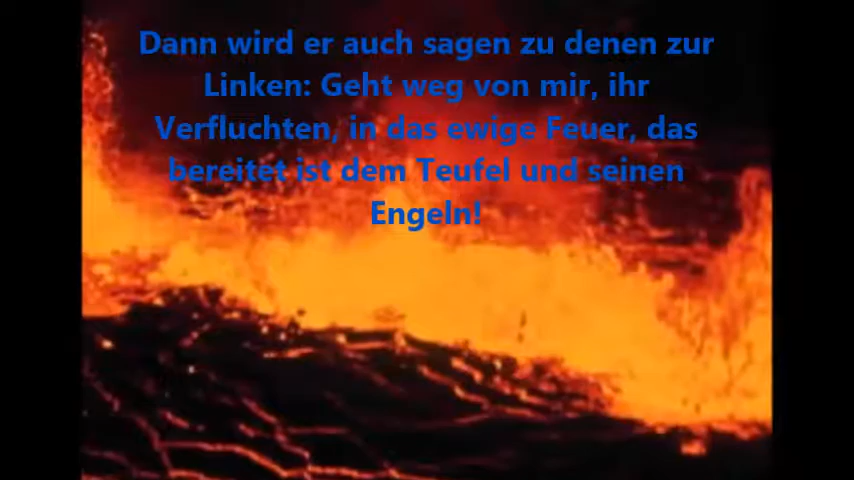 Dann wird er auch sagen zu denen zur
Linken: Geht weg von mir, ihr
Verfluchten, in das ewige Feuer, das
bereitet ist dem Teufel und seinen
Engeln!